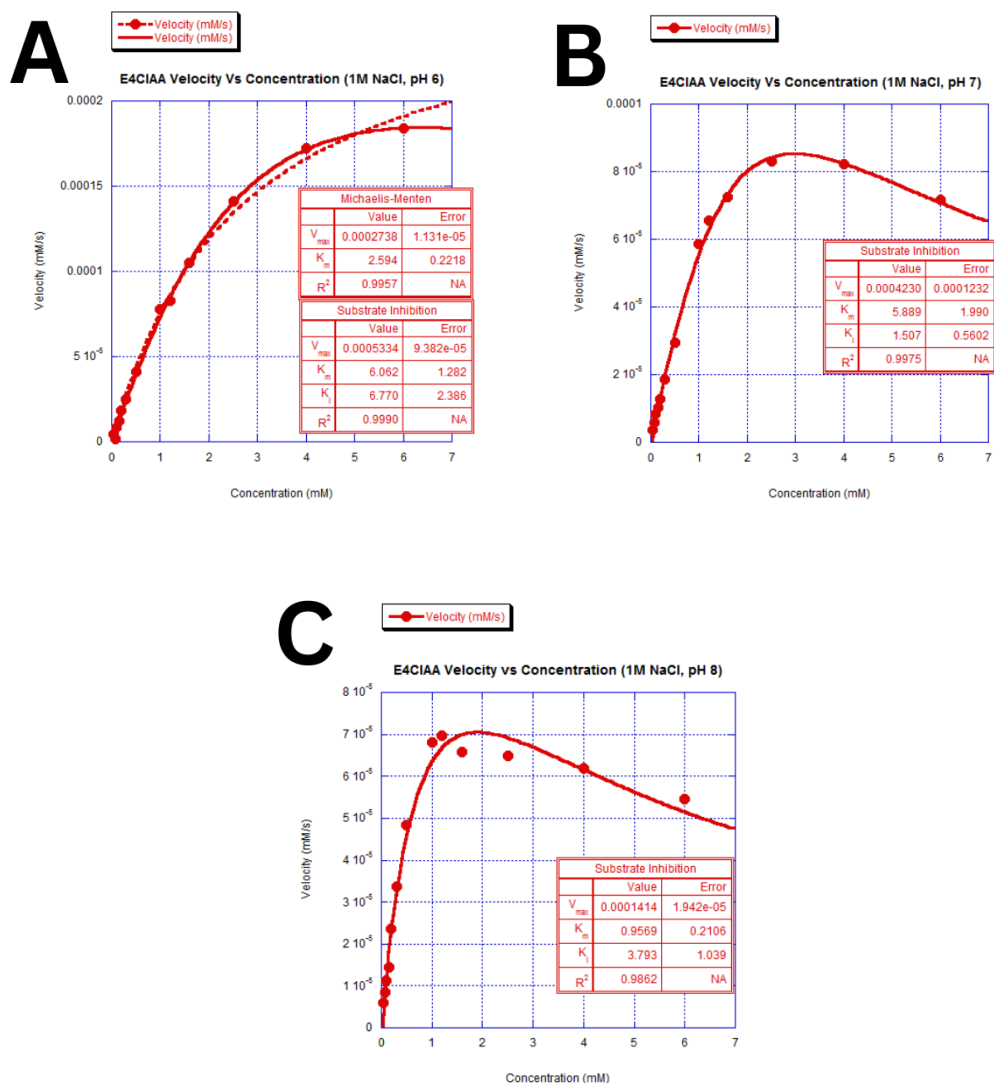 A
Velocity (mM/s)
Velocity (mM/s)
E4CIAA Velocity Vs Concentration (1M NaCl, pH 6)
0.0002
0.00015
0.0001
5 10⁻⁵
0
Velocity (mM/s)
0 1 2 3 4 5 6 7
Concentration (mM)
Michaelis-Menten
Value Error
Vmax 0.0002738 1.131e-05
Km 2.594 0.2218
R² 0.9957 NA
Substrate Inhibition
Value Error
Vmax 0.0005334 9.382e-05
Km 6.062 1.282
Ki 6.770 2.386
R² 0.9990 NA
B
Velocity (mM/s)
E4CIAA Velocity Vs Concentration (1M NaCl, pH 7)
0.0001
8 10⁻⁵
6 10⁻⁵
4 10⁻⁵
2 10⁻⁵
0
Velocity (mM/s)
0 1 2 3 4 5 6 7
Concentration (mM)
Substrate Inhibition
Value Error
Vmax 0.0004230 0.0001232
Km 5.889 1.990
Ki 1.507 0.5602
R² 0.9975 NA
C
Velocity (mM/s)
E4CIAA Velocity vs Concentration (1M NaCl, pH 8)
8 10⁻⁵
7 10⁻⁵
6 10⁻⁵
5 10⁻⁵
4 10⁻⁵
3 10⁻⁵
2 10⁻⁵
1 10⁻⁵
0
Velocity (mM/s)
0 1 2 3 4 5 6 7
Concentration (mM)
Substrate Inhibition
Value Error
Vmax 0.0001414 1.942e-05
Km 0.9569 0.2106
Ki 3.793 1.039
R² 0.9862 NA